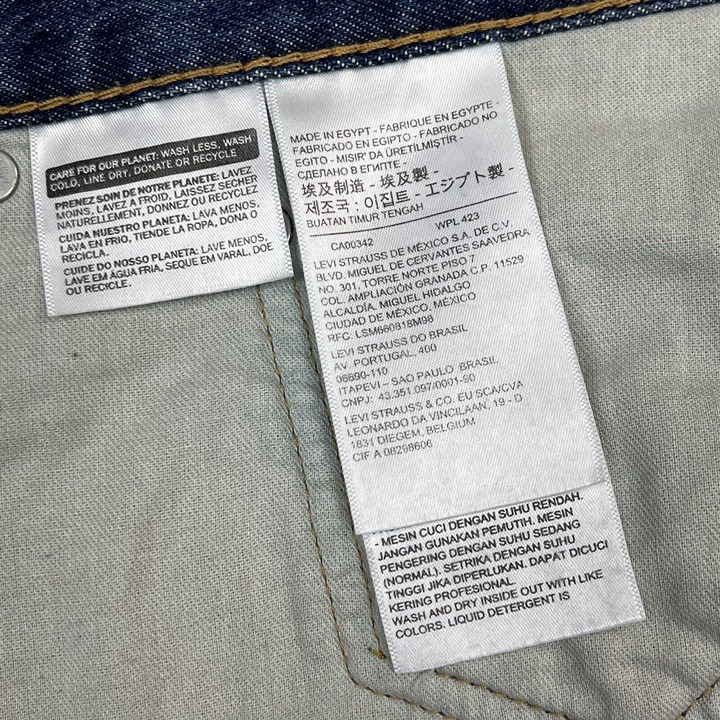 CARE FOR OUR PLANET: WASH LESS, WASH
COLD, LINE DRY, DONATE OR RECYCLE
PRENEZ SOIN DE NOTRE PLANETE: LAVEZ
MOINS, LAVEZ A FROID, LAISSEZ SECHER
NATURELLEMENT, DONNEZ OU RECYCLEZ
CUIDA NUESTRO PLANETA: LAVA MENOS,
LAVA EN FRIO, TIENDE LA ROPA, DONA O
RECICLA.
CUIDE DO NOSSO PLANETA: LAVE MENOS,
LAVE EM ÁGUA FRIA, SEQUE EM VARAL, DOE
OU RECICLE.
MADE IN EGYPT - FABRIQUE EN EGYPTE -
FABRICADO EN EGIPTO - FABRICADO NO
EGITO - MISIR' DA ÜRETİLMİŞTİR -
СДЕЛАНО В ЕГИПТЕ -
埃及制造 - 埃及製 -
제조국 : 이집트 - エジプト製 -
BUATAN TIMUR TENGAH
CA00342 WPL 423
LEVI STRAUSS DE MÉXICO S.A. DE C.V.
BLVD. MIGUEL DE CERVANTES SAAVEDRA
NO. 301, TORRE NORTE PISO 7
COL. AMPLIACIÓN GRANADA C.P. 11529
ALCALDÍA, MIGUEL HIDALGO
CIUDAD DE MÉXICO, MÉXICO
RFC: LSM660818M98
LEVI STRAUSS DO BRASIL
AV. PORTUGAL, 400
06690-110
ITAPEVI – SAO PAULO BRASIL
CNPJ: 43.351.097/0001-90
LEVI STRAUSS & CO. EU SCA/CVA
LEONARDO DA VINCILAAN, 19 - D
1831 DIEGEM, BELGIUM
CIF A 08298606
- MESIN CUCI DENGAN SUHU RENDAH.
JANGAN GUNAKAN PEMUTIH. MESIN
PENGERING DENGAN SUHU SEDANG
(NORMAL). SETRIKA DENGAN SUHU
TINGGI JIKA DIPERLUKAN. DAPAT DICUCI
KERING PROFESIONAL.
WASH AND DRY INSIDE OUT WITH LIKE
COLORS. LIQUID DETERGENT IS